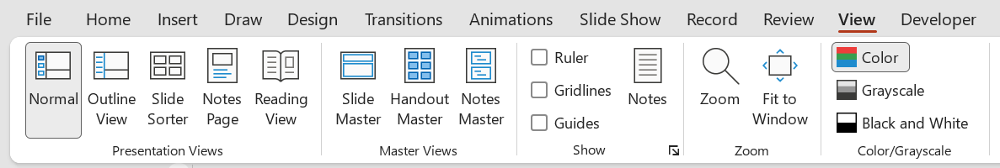 File Home Insert Draw Design Transitions Animations Slide Show Record Review View Developer
Normal
Outline
View
Slide
Sorter
Notes
Page
Reading
View
Presentation Views
Slide
Master
Handout
Master
Notes
Master
Master Views
Ruler
Gridlines
Guides
Notes
Show
Zoom
Fit to
Window
Zoom
Color
Grayscale
Black and White
Color/Grayscale